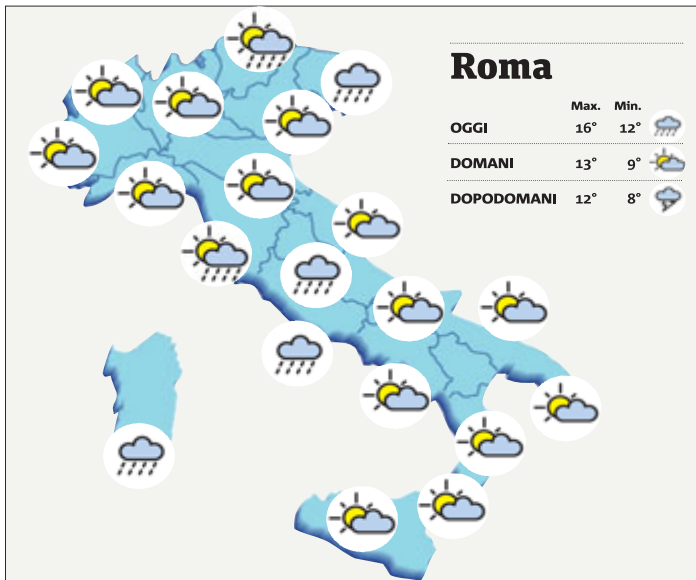 Roma
Max. Min.
OGGI 16° 12°
DOMANI 13° 9°
DOPODOMANI 12° 8°